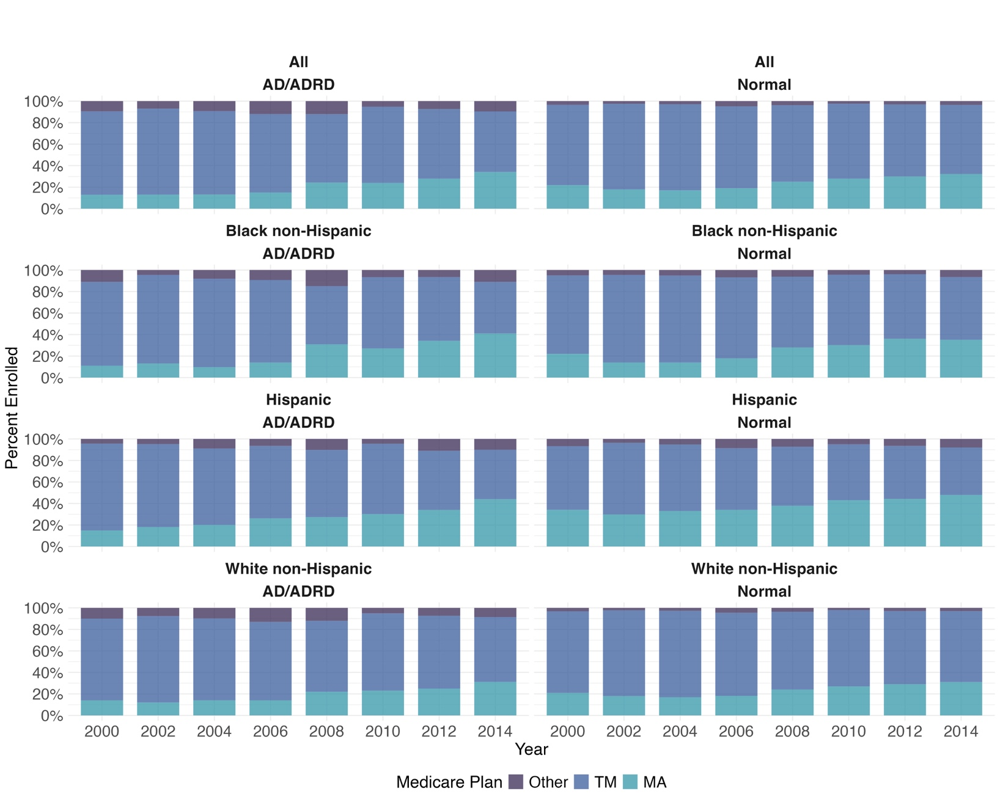 All
AD/ADRD
All
Normal
100%
80%
60%
40%
20%
0%
Black non-Hispanic
AD/ADRD
Black non-Hispanic
Normal
100%
80%
60%
40%
20%
0%
Hispanic
AD/ADRD
Hispanic
Normal
100%
80%
60%
40%
20%
0%
White non-Hispanic
AD/ADRD
White non-Hispanic
Normal
100%
80%
60%
40%
20%
0%
Percent Enrolled
2000 2002 2004 2006 2008 2010 2012 2014
2000 2002 2004 2006 2008 2010 2012 2014
Year
Medicare Plan Other TM MA